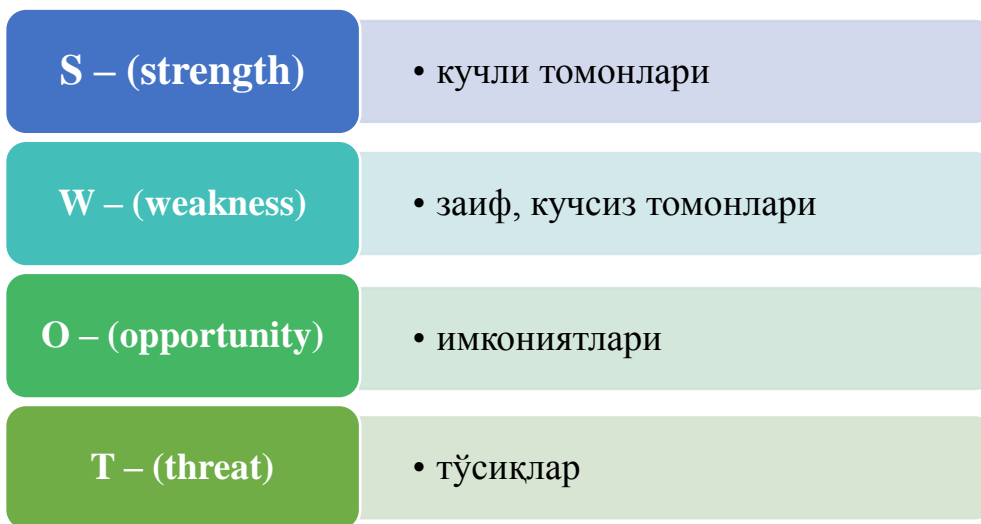 S – (strength)
• кучли томонлари
W – (weakness)
• заиф, кучсиз томонлари
O – (opportunity)
• имкониятлари
T – (threat)
• тўсиқлар